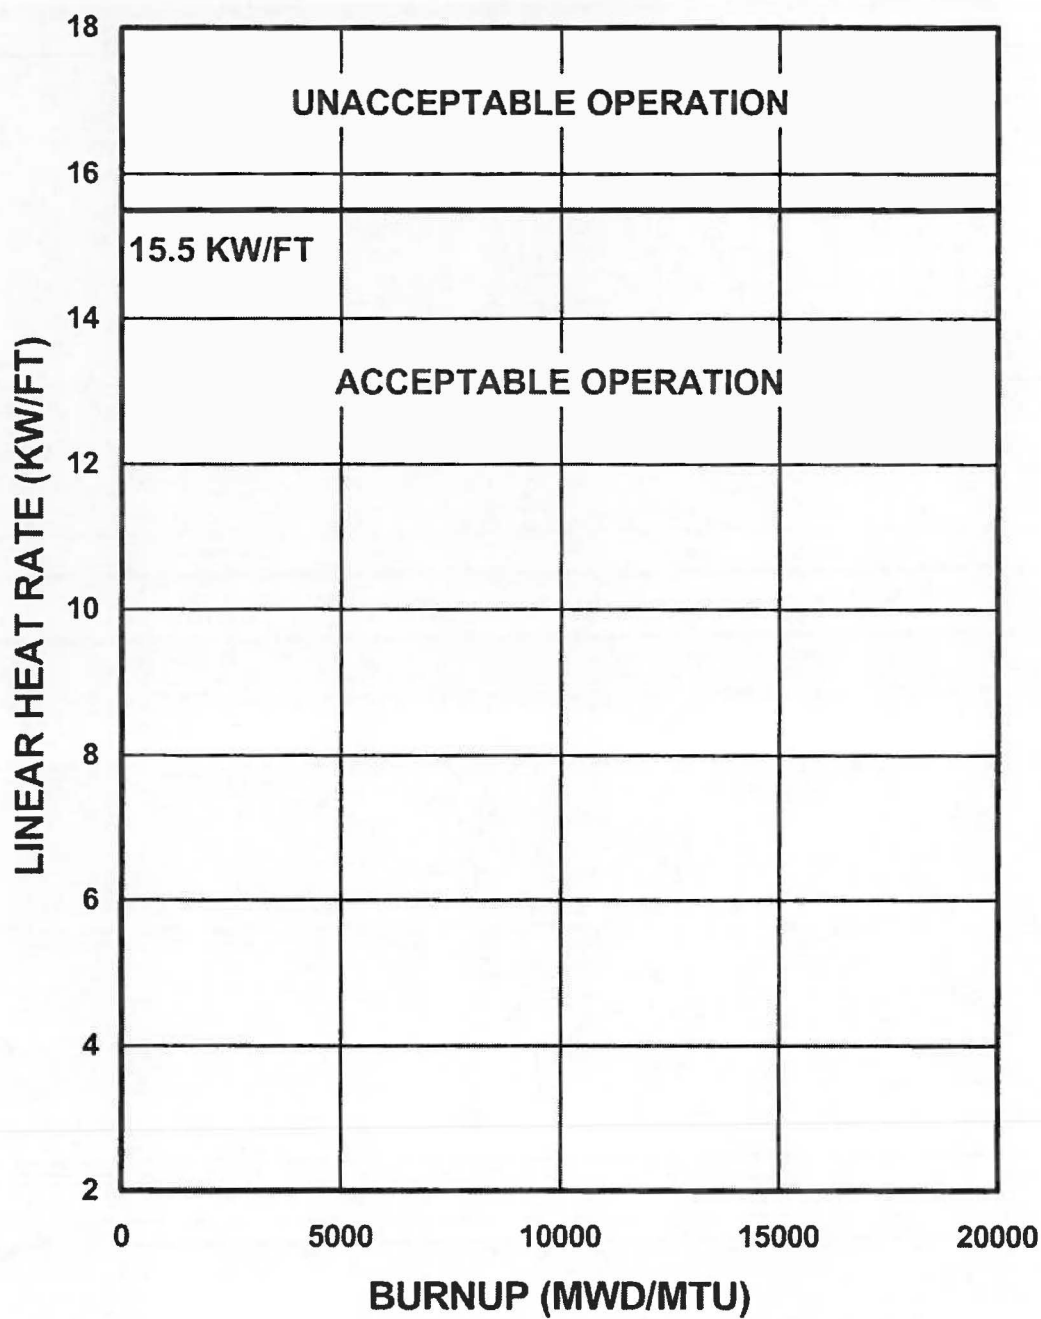 18
UNACCEPTABLE OPERATION
16
15.5 KW/FT
14
ACCEPTABLE OPERATION
12
10
8
6
4
2
LINEAR HEAT RATE (KW/FT)
0 5000 10000 15000 20000
BURNUP (MWD/MTU)